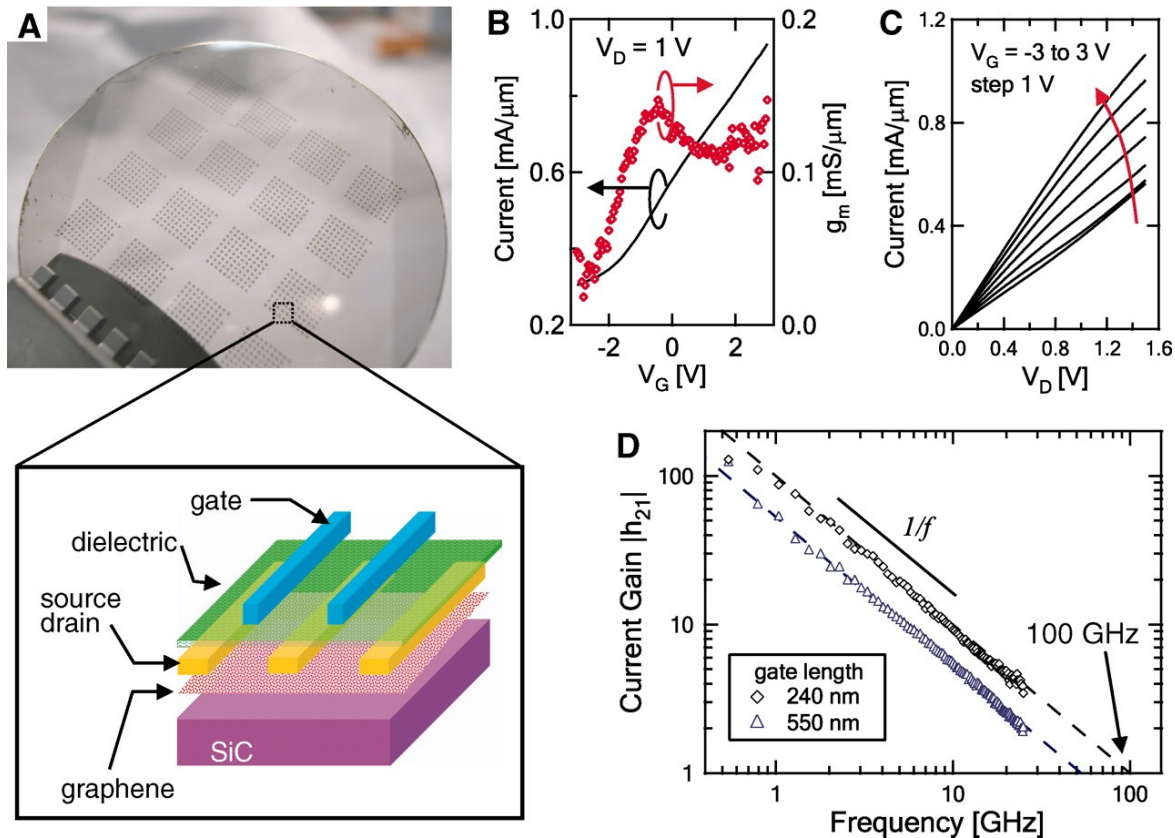 A
gate
dielectric
source
drain
graphene
SiC
B
V_D = 1 V
Current [mA/μm]
1.0
0.6
0.2
g_m [mS/μm]
0.2
0.1
0.0
-2
0
2
V_G [V]
C
V_G = -3 to 3 V
step 1 V
Current [mA/μm]
1.2
0.8
0.4
0.0
0.0
0.4
0.8
1.2
1.6
V_D [V]
D
Current Gain |h_21|
100
10
1
1/f
100 GHz
gate length
240 nm
550 nm
1
10
100
Frequency [GHz]